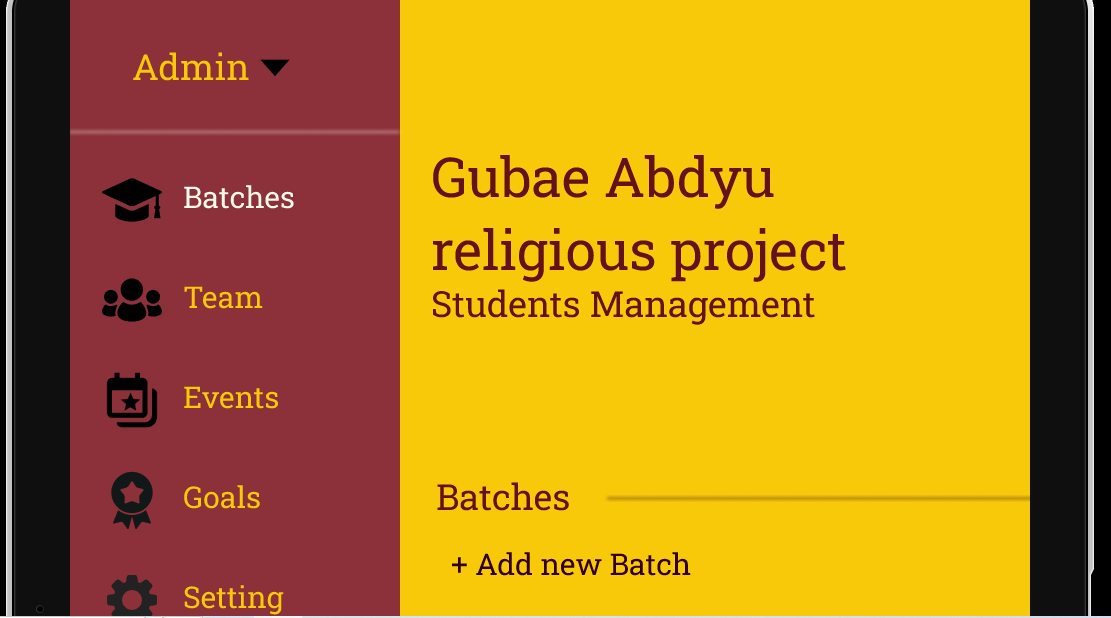 Admin
Batches
Team
Events
Goals
Setting
Gubae Abdyu
religious project
Students Management
Batches
+ Add new Batch